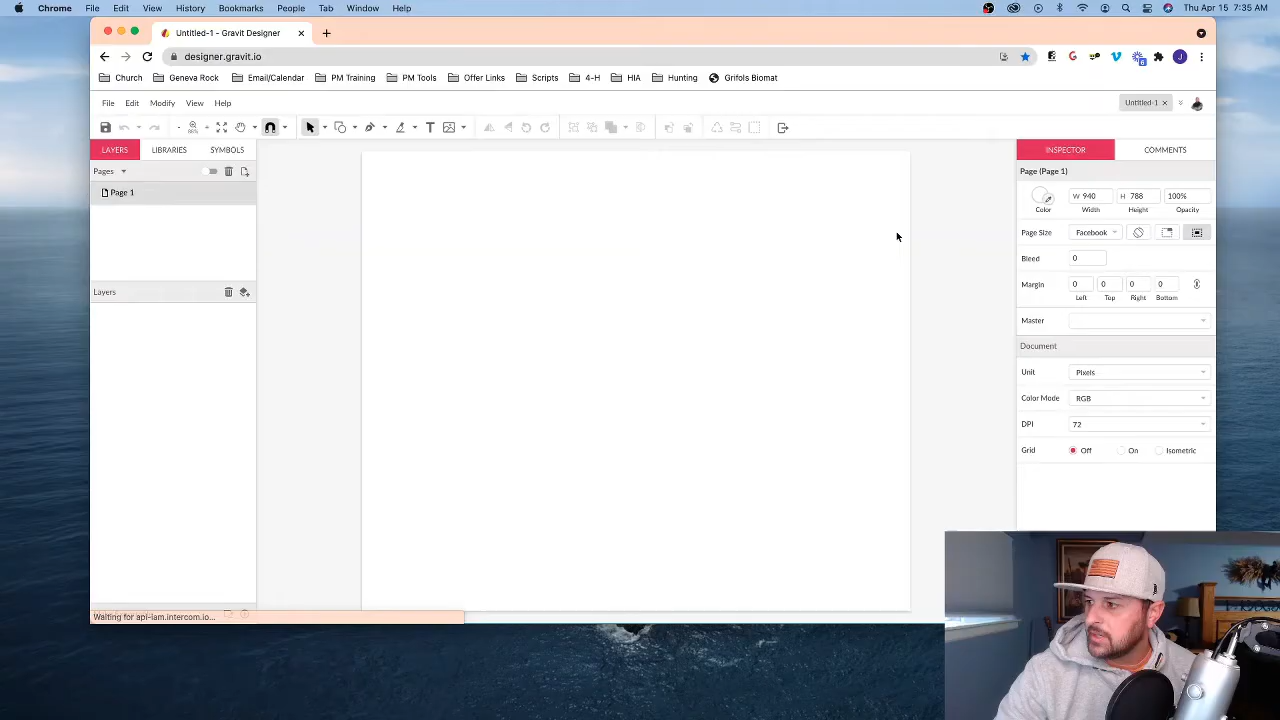 Chrome File Edit View History Bookmarks People Tab Window Help Thu Apr 15 7:35 AM
Untitled-1 - Gravit Designer
designer.gravit.io
Church Geneva Rock Email/Calendar PM Training PM Tools Offer Links Scripts 4-H HIA Hunting Grifols Biomat
File Edit Modify View Help Untitled-1
LAYERS LIBRARIES SYMBOLS INSPECTOR COMMENTS
Pages Page (Page 1)
Page 1 W 940 H 788 100%
Color Width Height Opacity
Page Size Facebook
Bleed 0
Margin 0 0 0 0
Left Top Right Bottom
Layers
Master
Document
Unit Pixels
Color Mode RGB
DPI 72
Grid Off On Isometric
Waiting for api-iam.intercom.io...